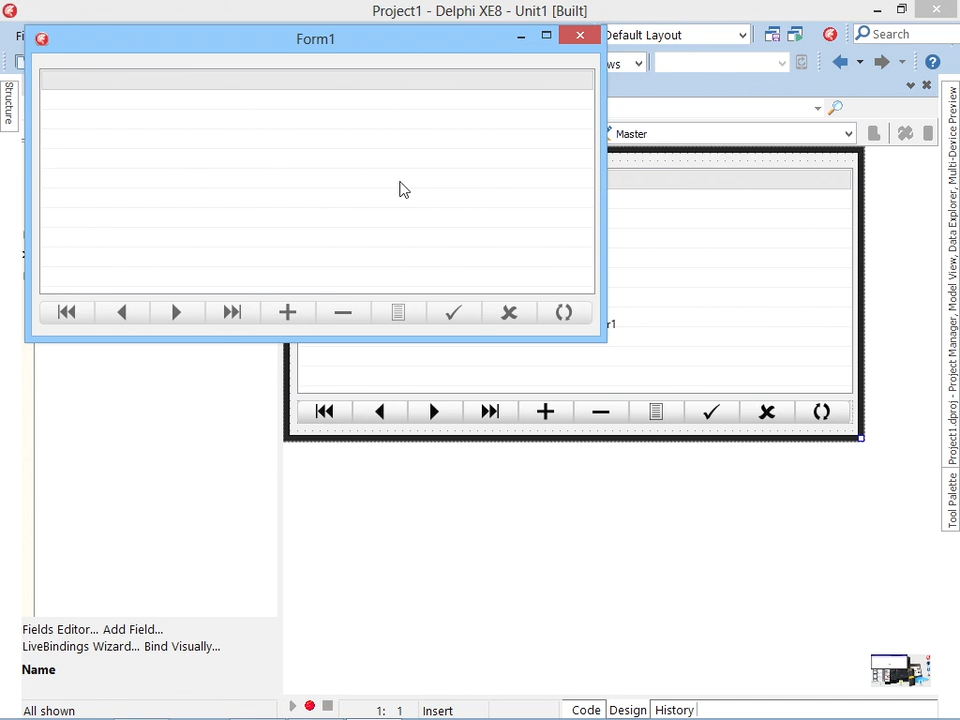 Project1 - Delphi XE8 - Unit1 [Built]
Form1
Default Layout
Search
Structure
Master
Fields Editor... Add Field...
LiveBindings Wizard... Bind Visually...
Name
All shown
1: 1
Insert
Code
Design
History
Project1.dproj - Project Manager, Model View, Data Explorer, Multi-Device Preview
Tool Palette